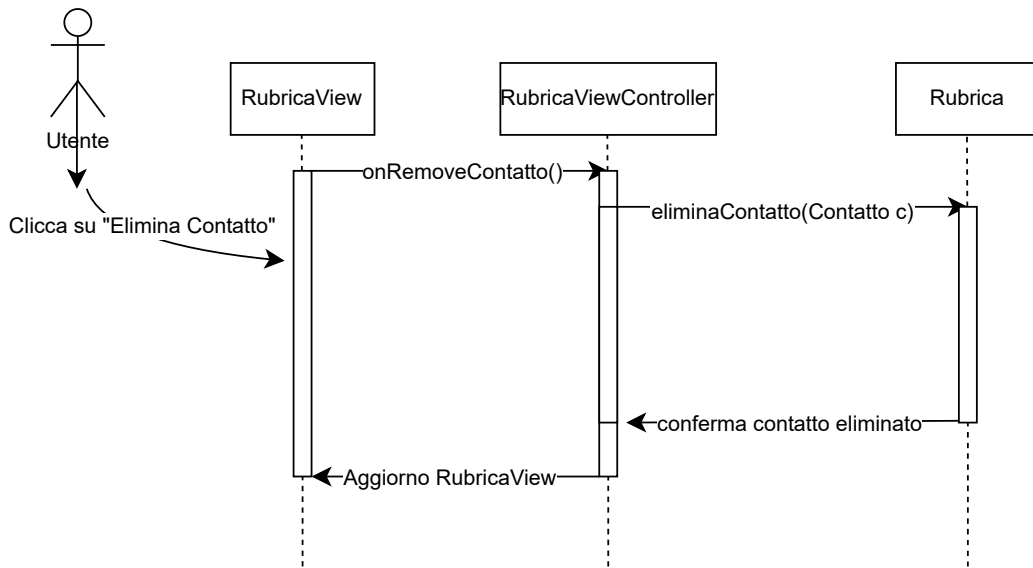 RubricaView
RubricaViewController
Rubrica
Utente
onRemoveContatto()
eliminaContatto(Contatto c)
Clicca su "Elimina Contatto"
conferma contatto eliminato
Aggiorno RubricaView